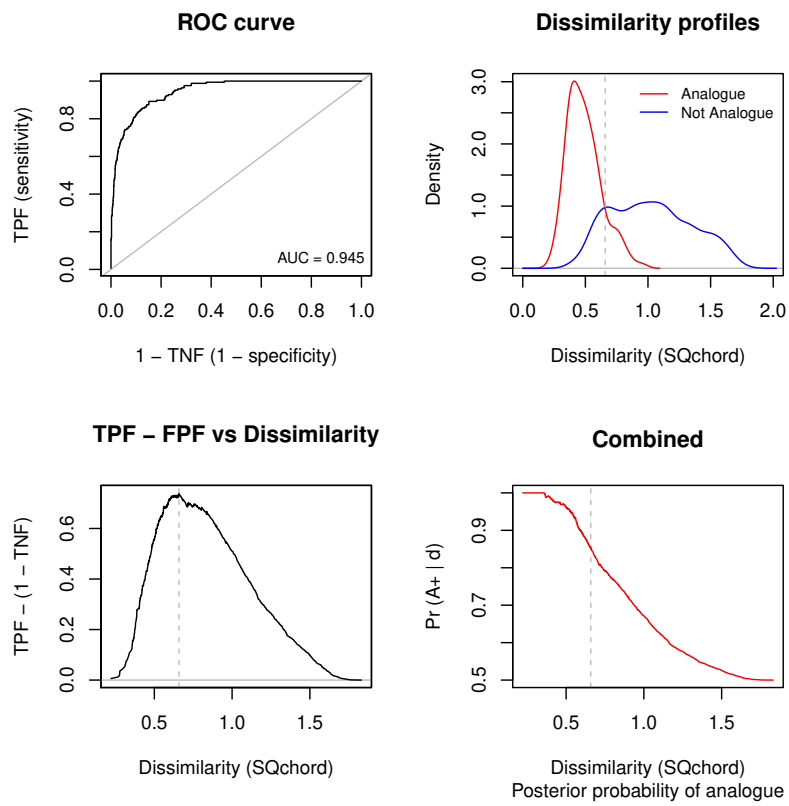 ROC curve
TPF (sensitivity)
0.0 0.4 0.8
AUC = 0.945
0.0 0.2 0.4 0.6 0.8 1.0
1 − TNF (1 − specificity)
Dissimilarity profiles
Density
0.0 1.0 2.0 3.0
Analogue
Not Analogue
0.0 0.5 1.0 1.5 2.0
Dissimilarity (SQchord)
TPF − FPF vs Dissimilarity
TPF − (1 − TNF)
0.0 0.2 0.4 0.6
0.5 1.0 1.5
Dissimilarity (SQchord)
Combined
Pr (A+ | d)
0.5 0.7 0.9
0.5 1.0 1.5
Dissimilarity (SQchord)
Posterior probability of analogue